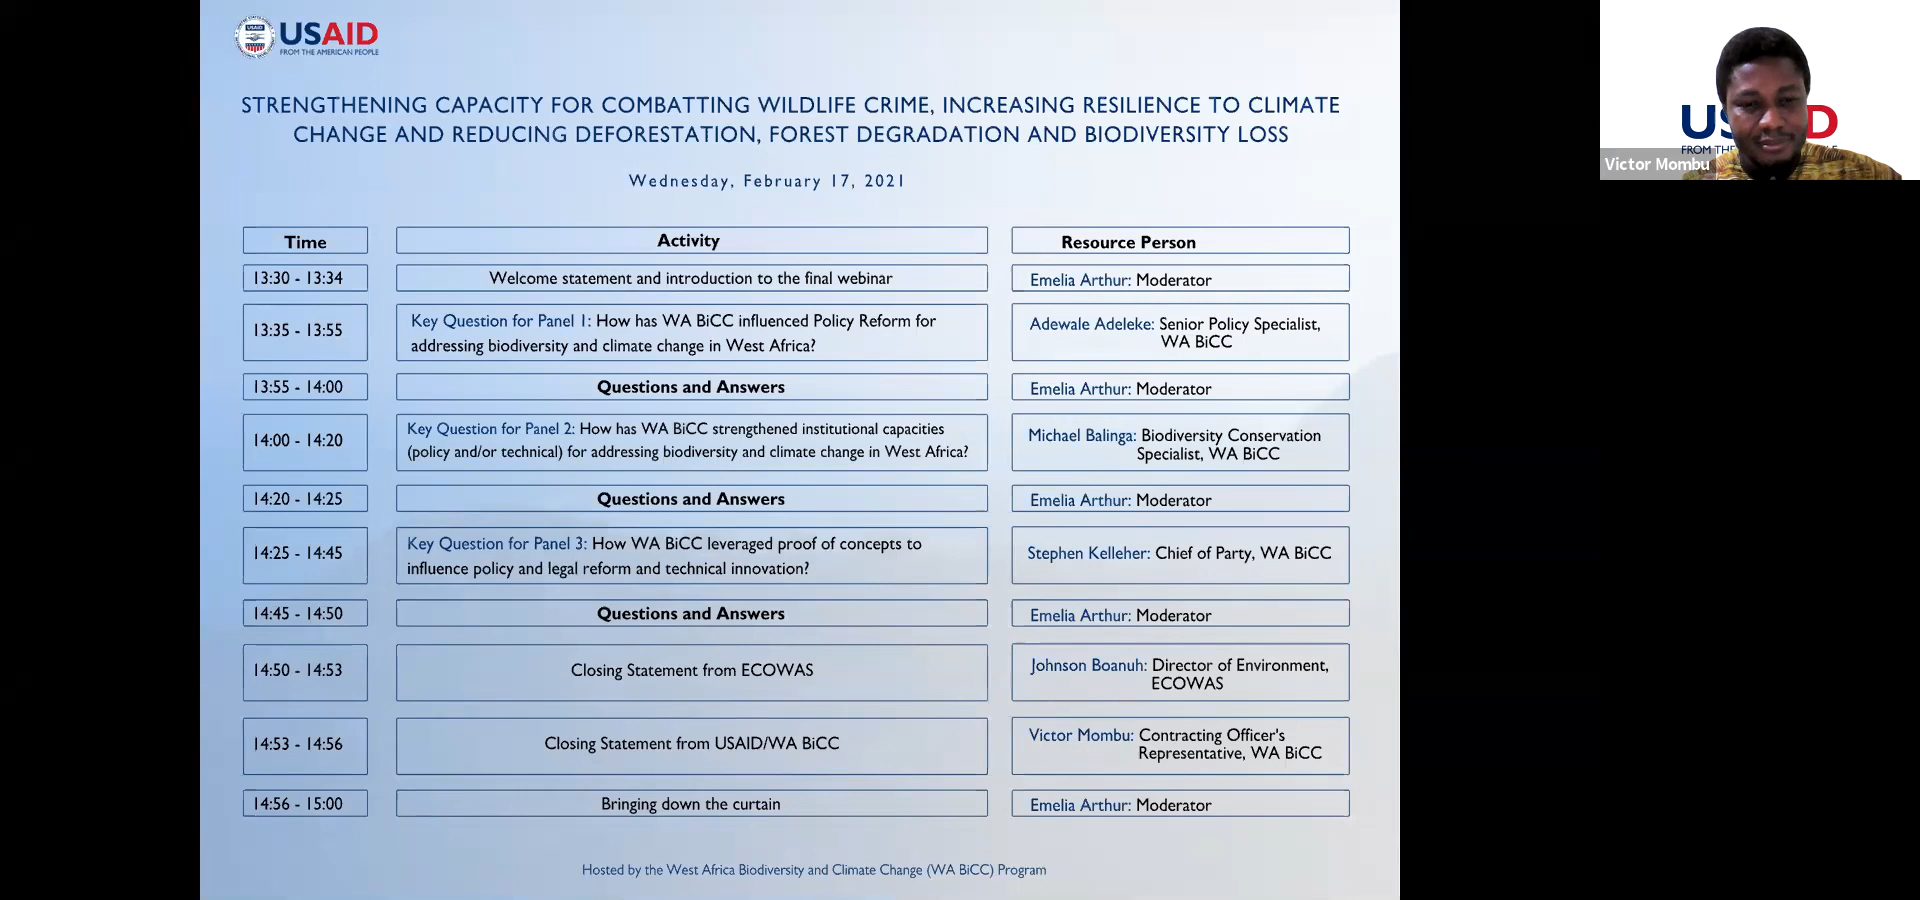 USAID
FROM THE AMERICAN PEOPLE
STRENGTHENING CAPACITY FOR COMBATTING WILDLIFE CRIME, INCREASING RESILIENCE TO CLIMATE
CHANGE AND REDUCING DEFORESTATION, FOREST DEGRADATION AND BIODIVERSITY LOSS
Wednesday, February 17, 2021
Time
Activity
Resource Person
13:30 - 13:34
Welcome statement and introduction to the final webinar
Emelia Arthur: Moderator
13:35 - 13:55
Key Question for Panel 1: How has WA BiCC influenced Policy Reform for
addressing biodiversity and climate change in West Africa?
Adewale Adeleke: Senior Policy Specialist,
WA BiCC
13:55 - 14:00
Questions and Answers
Emelia Arthur: Moderator
14:00 - 14:20
Key Question for Panel 2: How has WA BiCC strengthened institutional capacities
(policy and/or technical) for addressing biodiversity and climate change in West Africa?
Michael Balinga: Biodiversity Conservation
Specialist, WA BiCC
14:20 - 14:25
Questions and Answers
Emelia Arthur: Moderator
14:25 - 14:45
Key Question for Panel 3: How WA BiCC leveraged proof of concepts to
influence policy and legal reform and technical innovation?
Stephen Kelleher: Chief of Party, WA BiCC
14:45 - 14:50
Questions and Answers
Emelia Arthur: Moderator
14:50 - 14:53
Closing Statement from ECOWAS
Johnson Boanuh: Director of Environment,
ECOWAS
14:53 - 14:56
Closing Statement from USAID/WA BiCC
Victor Mombu: Contracting Officer's
Representative, WA BiCC
14:56 - 15:00
Bringing down the curtain
Emelia Arthur: Moderator
Hosted by the West Africa Biodiversity and Climate Change (WA BiCC) Program
Victor Mombu